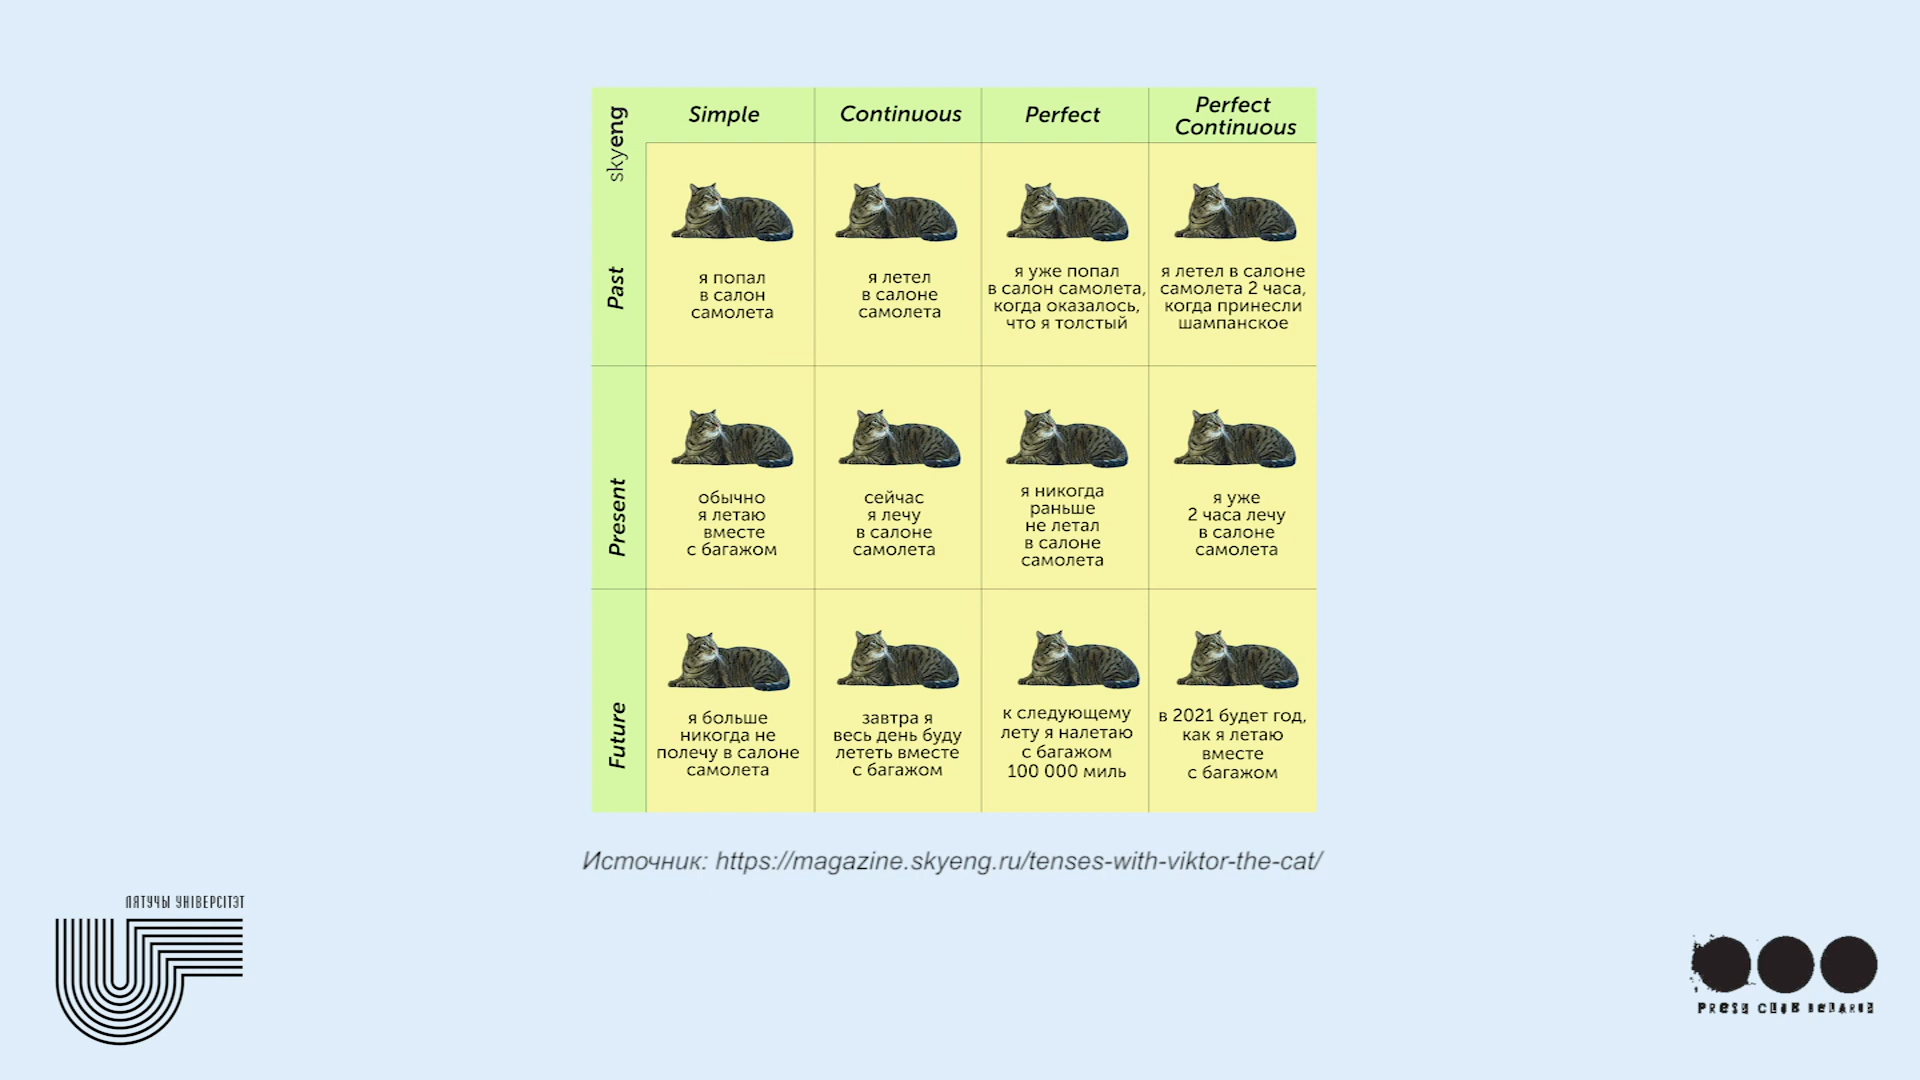 skyeng
Simple
Continuous
Perfect
Perfect
Continuous
Past
я попал
в салон
самолета
я летел
в салоне
самолета
я уже попал
в салон самолета,
когда оказалось,
что я толстый
я летел в салоне
самолета 2 часа,
когда принесли
шампанское
Present
обычно
я летаю
вместе
с багажом
сейчас
я лечу
в салоне
самолета
я никогда
раньше
не летал
в салоне
самолета
я уже
2 часа лечу
в салоне
самолета
Future
я больше
никогда не
полечу в салоне
самолета
завтра я
весь день буду
лететь вместе
с багажом
к следующему
лету я налетаю
с багажом
100 000 миль
в 2021 будет год,
как я летаю
вместе
с багажом
Источник: https://magazine.skyeng.ru/tenses-with-viktor-the-cat/
ЛЯТУЧЫ УНІВЕРСІТЭТ
PRESS CLUB BELARUS